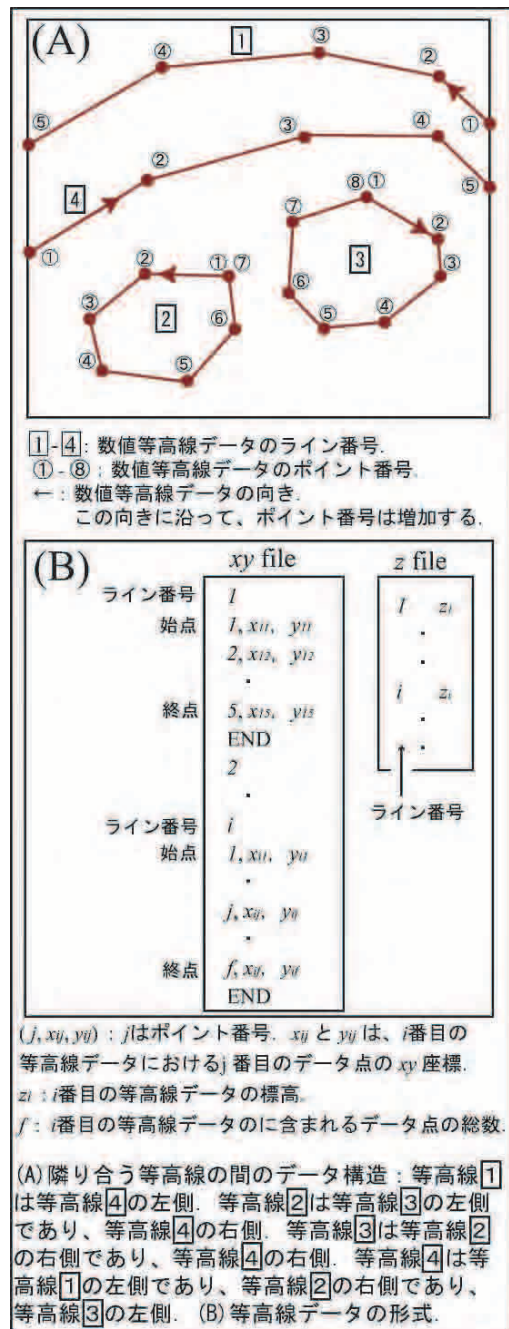 (A)
1
④
③
②
①
⑤
②
③
④
⑤
4
①
⑧①
②
③
④
⑤
⑥
⑦
3
②
①⑦
③
2
⑥
④
⑤
1-4: 数値等高線データのライン番号.
①-⑧: 数値等高線データのポイント番号.
←: 数値等高線データの向き.
この向きに沿って、ポイント番号は増加する.
(B)
xy file
z file
ライン番号 1
始点 1, x11, y11
2, x12, y12
.
終点 5, x15, y15
END
2
.
ライン番号 i
始点 1, xi1, yi1
.
j, xij, yij
.
終点 f, xif, yif
END
1 z1
.
.
i zi
.
. .
ライン番号
(j, xij, yij): jはポイント番号. xijとyijは、i番目の
等高線データにおけるj番目のデータ点のxy座標.
zi: i番目の等高線データの標高.
f: i番目の等高線データのに含まれるデータ点の総数.
(A)隣り合う等高線の間のデータ構造: 等高線1
は等高線4の左側. 等高線2は等高線3の左側
であり、等高線4の右側. 等高線3は等高線2
の右側であり、等高線4の右側. 等高線4は等
高線1の左側であり、等高線2の右側であり、
等高線3の左側. (B)等高線データの形式.